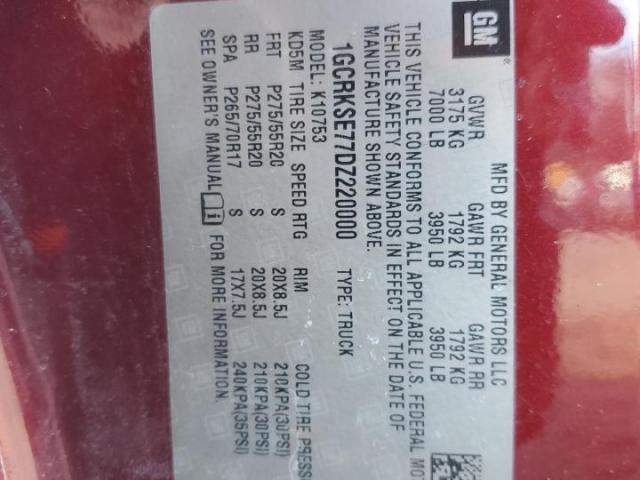 GM
MFD BY GENERAL MOTORS LLC
GVWR GAWR FRT GAWR RR
3175 KG 1792 KG 1792 KG
7000 LB 3950 LB 3950 LB
THIS VEHICLE CONFORMS TO ALL APPLICABLE U.S. FEDERAL MO
VEHICLE SAFETY STANDARDS IN EFFECT ON THE DATE OF
MANUFACTURE SHOWN ABOVE.
1GCRKSE77DZ220000 TYPE: TRUCK
MODEL: K10753
KD5M TIRE SIZE SPEED RTG RIM COLD TIRE PRESS
FRT P275/55R20 S 20X8.5J 210KPA(30PSI)
RR P275/55R20 S 20X8.5J 210KPA(30PSI)
SPA P265/70R17 S 17X7.5J 240KPA(35PSI)
SEE OWNER'S MANUAL i FOR MORE INFORMATION.